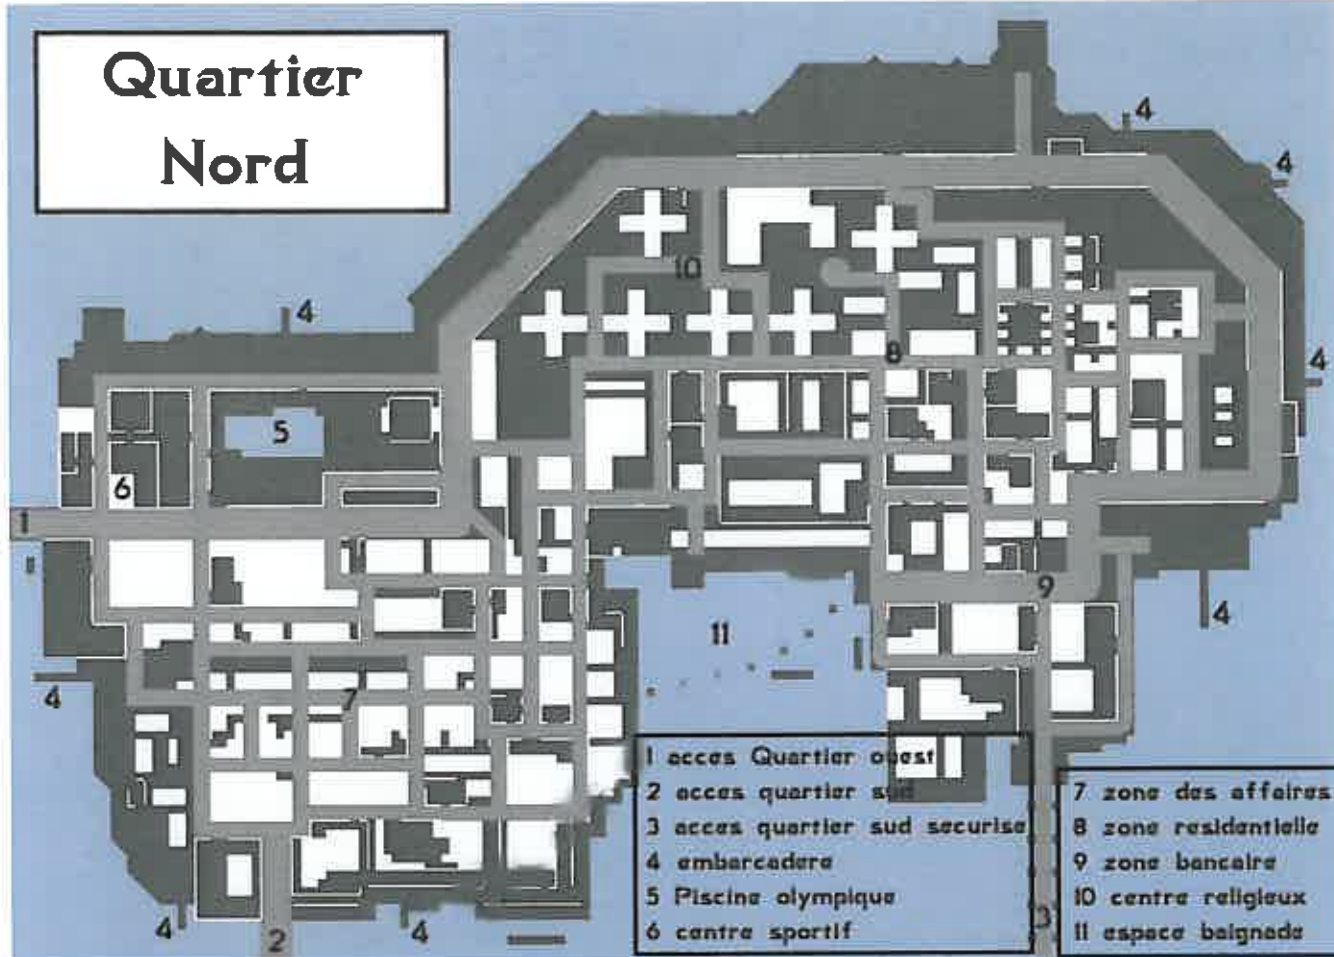 Quartier
Nord
4
4
4
10
4
8
5
6
1
9
4
11
4
7
1 acces Quartier ouest
2 acces quartier sud
3 acces quartier sud securise
4 embarcadere
5 Piscine olympique
6 centre sportif
7 zone des affaires
8 zone residentielle
9 zone bancaire
10 centre religieux
11 espace baignade
4
4
2
3